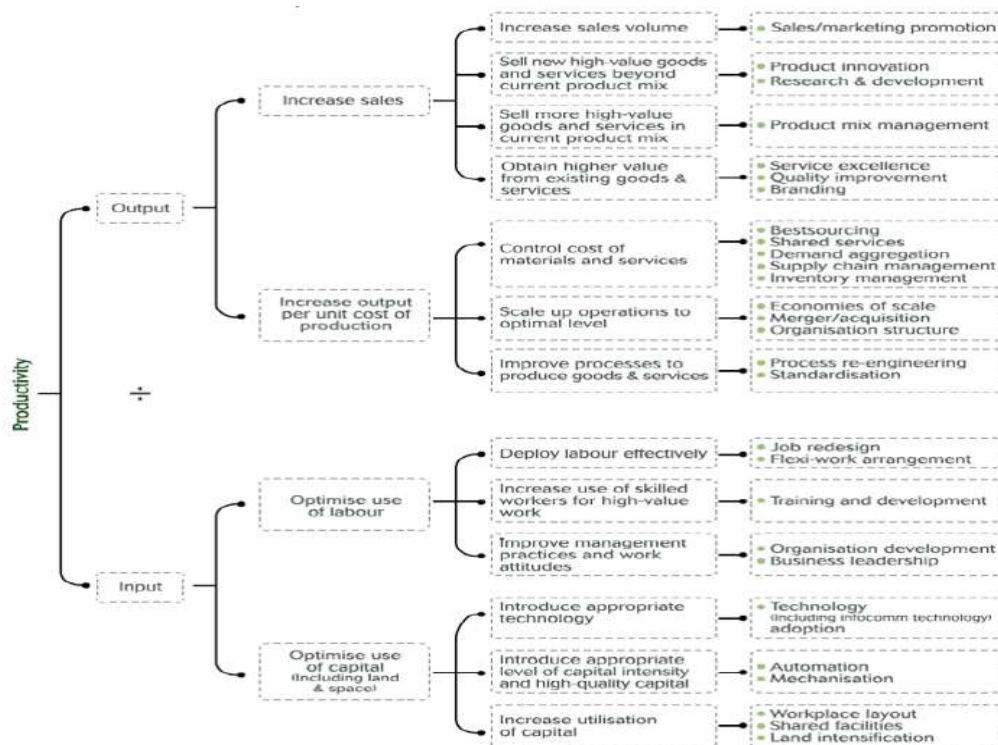 Productivity
Output
÷
Input
Increase sales
Increase output
per unit cost of
production
Optimise use
of labour
Optimise use
of capital
(Including land
& space)
Increase sales volume
Sales/marketing promotion
Sell new high-value goods
and services beyond
current product mix
Product innovation
Research & development
Sell more high-value
goods and services in
current product mix
Product mix management
Obtain higher value
from existing goods &
services
Service excellence
Quality improvement
Branding
Control cost of
materials and services
Bestsourcing
Shared services
Demand aggregation
Supply chain management
Inventory management
Scale up operations to
optimal level
Economies of scale
Merger/acquisition
Organisation structure
Improve processes to
produce goods & services
Process re-engineering
Standardisation
Deploy labour effectively
Job redesign
Flexi-work arrangement
Increase use of skilled
workers for high-value
work
Training and development
Improve management
practices and work
attitudes
Organisation development
Business leadership
Introduce appropriate
technology
Technology
(Including infocomm technology)
adoption
Introduce appropriate
level of capital intensity
and high-quality capital
Automation
Mechanisation
Increase utilisation
of capital
Workplace layout
Shared facilities
Land intensification